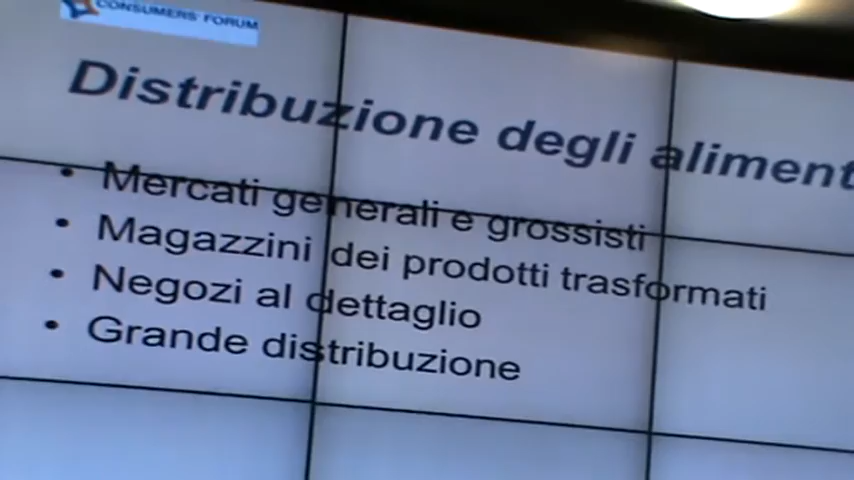 CONSUMERS' FORUM
Distribuzione degli aliment
• Mercati generali e grossisti
• Magazzini dei prodotti trasformati
• Negozi al dettaglio
• Grande distribuzione